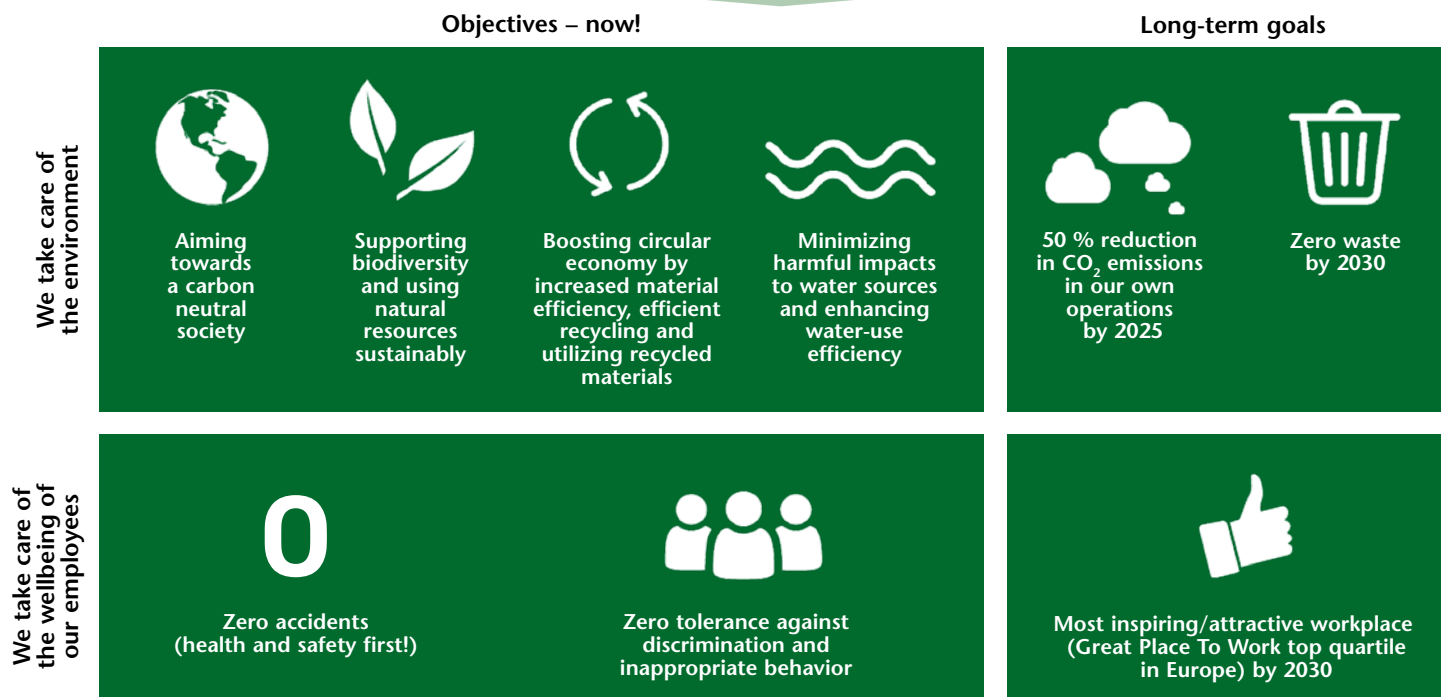 Objectives – now!
Long-term goals
We take care of
the environment
Aiming
towards
a carbon
neutral
society
Supporting
biodiversity
and using
natural
resources
sustainably
Boosting circular
economy by
increased material
efficiency, efficient
recycling and
utilizing recycled
materials
Minimizing
harmful impacts
to water sources
and enhancing
water-use
efficiency
50 % reduction
in CO₂ emissions
in our own
operations
by 2025
Zero waste
by 2030
We take care of
the wellbeing of
our employees
0
Zero accidents
(health and safety first!)
Zero tolerance against
discrimination and
inappropriate behavior
Most inspiring/attractive workplace
(Great Place To Work top quartile
in Europe) by 2030